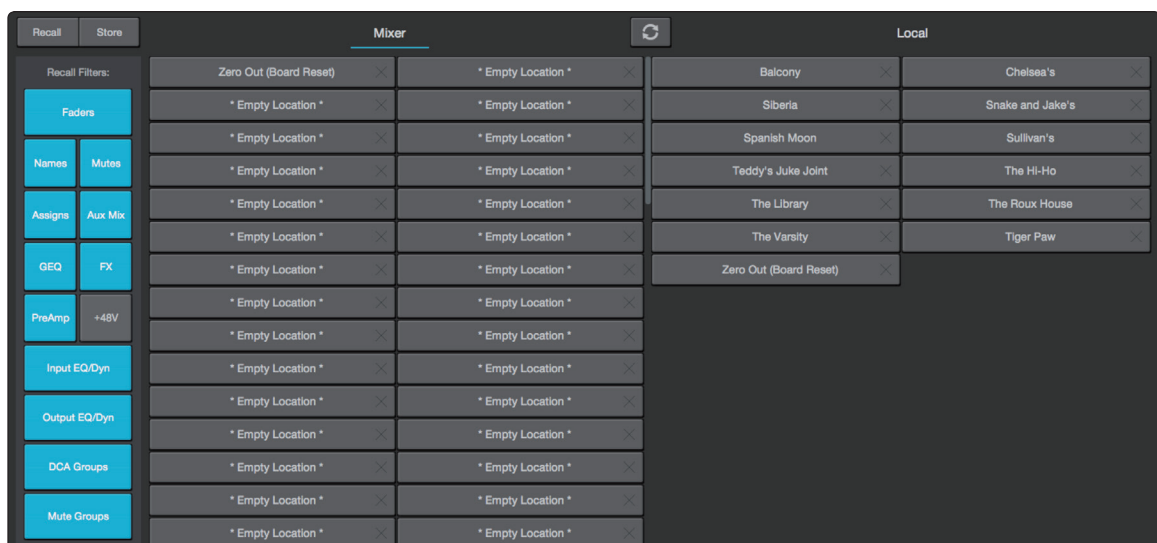 Recall Store Mixer Local
Recall Filters: Zero Out (Board Reset) * Empty Location * Balcony Chelsea's
Faders * Empty Location * * Empty Location * Siberia Snake and Jake's
* Empty Location * * Empty Location * Spanish Moon Sullivan's
Names Mutes * Empty Location * * Empty Location * Teddy's Juke Joint The Hi-Ho
Assigns Aux Mix * Empty Location * * Empty Location * The Library The Roux House
* Empty Location * * Empty Location * The Varsity Tiger Paw
GEQ FX * Empty Location * * Empty Location * Zero Out (Board Reset)
* Empty Location * * Empty Location *
PreAmp +48V * Empty Location * * Empty Location *
Input EQ/Dyn * Empty Location * * Empty Location *
* Empty Location * * Empty Location *
Output EQ/Dyn * Empty Location * * Empty Location *
DCA Groups * Empty Location * * Empty Location *
* Empty Location * * Empty Location *
Mute Groups * Empty Location * * Empty Location *